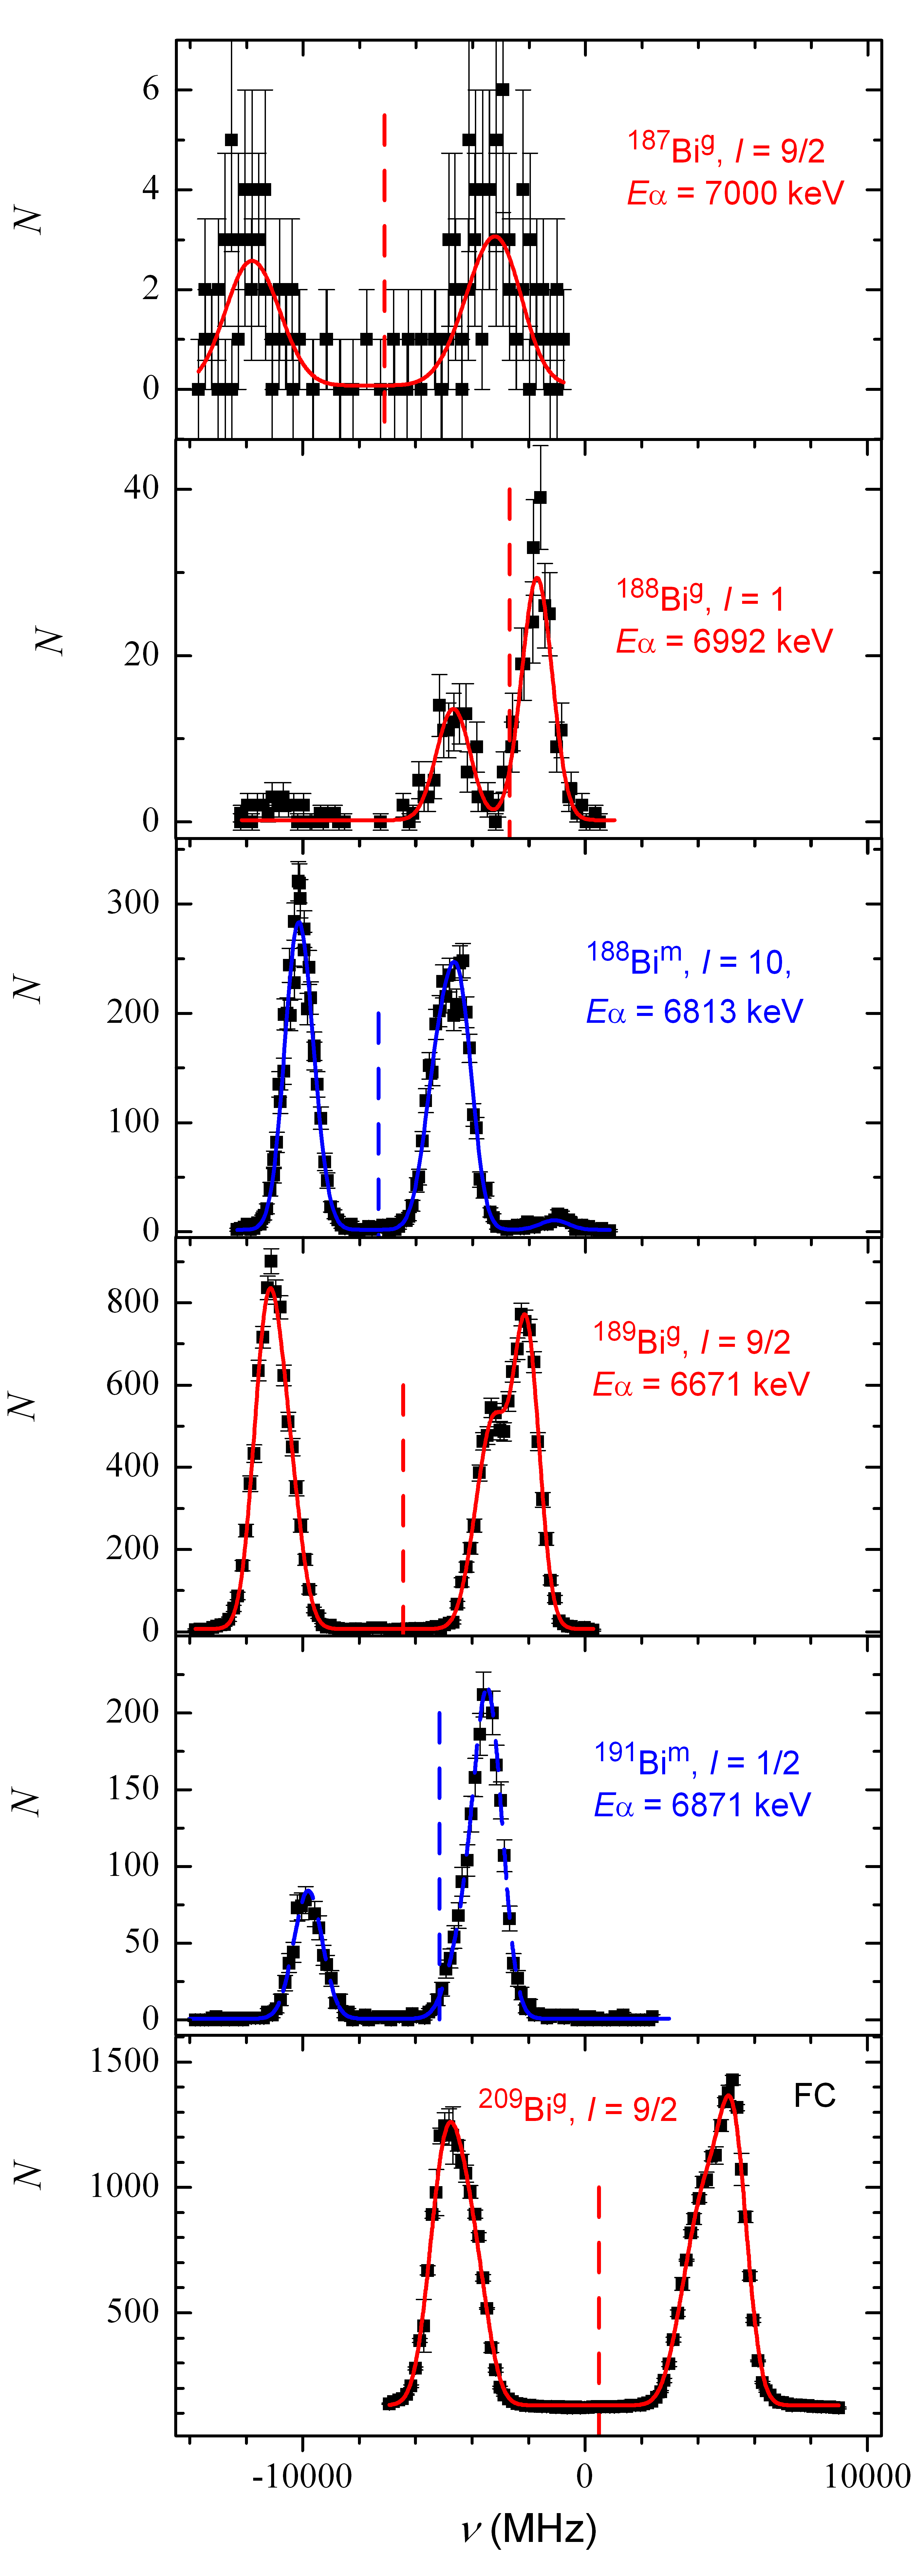 6
4
2
0
N
187Big, I = 9/2
Eα = 7000 keV
40
20
0
N
188Big, I = 1
Eα = 6992 keV
300
200
100
0
N
188Bim, I = 10,
Eα = 6813 keV
800
600
400
200
0
N
189Big, I = 9/2
Eα = 6671 keV
200
150
100
50
0
N
191Bim, I = 1/2
Eα = 6871 keV
1500
1000
500
N
209Big, I = 9/2
FC
-10000 0 10000
ν (MHz)